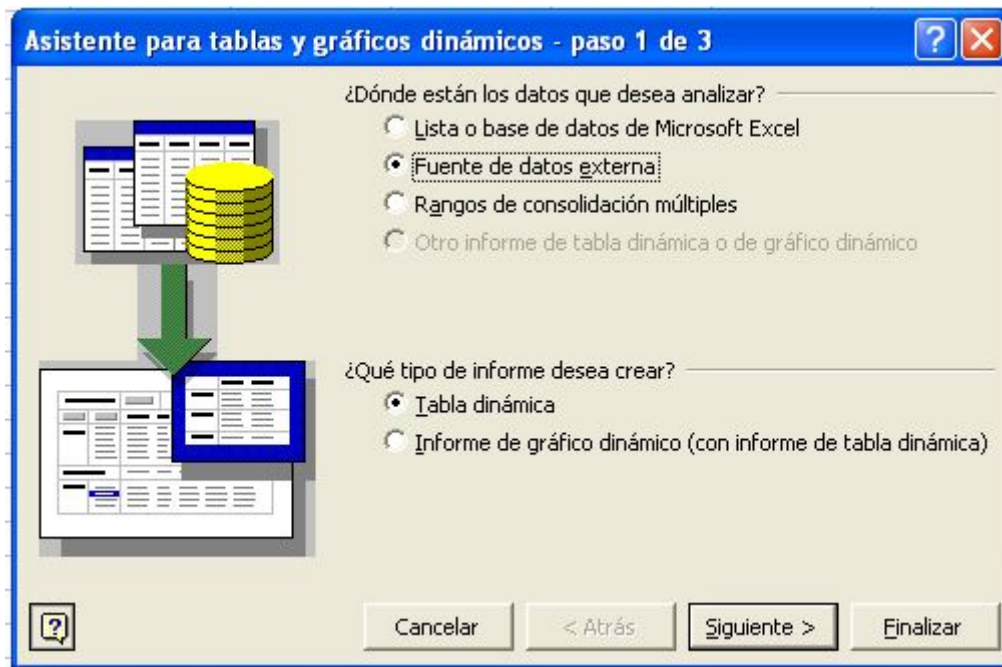 Asistente para tablas y gráficos dinámicos - paso 1 de 3
¿Dónde están los datos que desea analizar?
Lista o base de datos de Microsoft Excel
Fuente de datos externa
Rangos de consolidación múltiples
Otro informe de tabla dinámica o de gráfico dinámico
¿Qué tipo de informe desea crear?
Tabla dinámica
Informe de gráfico dinámico (con informe de tabla dinámica)
Cancelar
< Atrás
Siguiente >
Finalizar